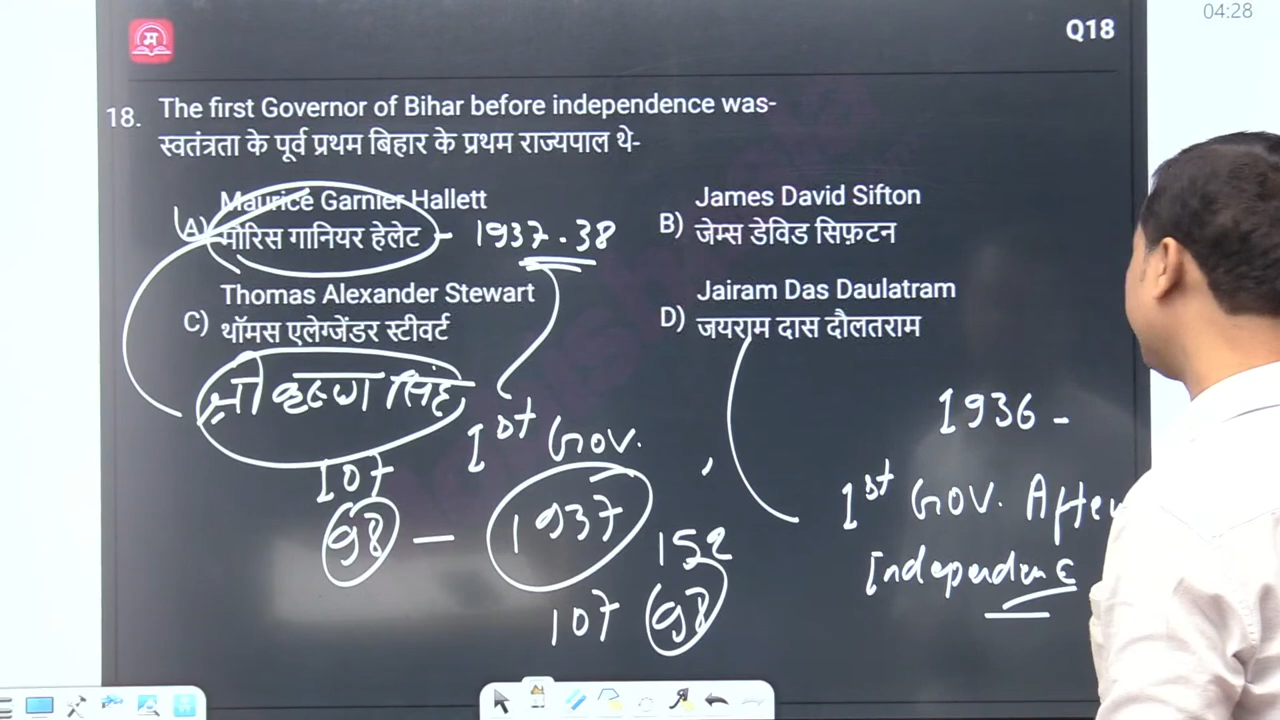 04:28
म
Q18
18. The first Governor of Bihar before independence was-
स्वतंत्रता के पूर्व प्रथम बिहार के प्रथम राज्यपाल थे-
A) Maurice Garnier Hallett
मोरिस गानियर हेलेट - 1937-38
B) James David Sifton
जेम्स डेविड सिफ़टन
C) Thomas Alexander Stewart
थॉमस एलेग्जेंडर स्टीवर्ट
D) Jairam Das Daulatram
जयराम दास दौलतराम
श्री कृष्ण सिंह
1st Gov.
1936 -
107
98 - 1937
152
107 98
1st Gov. After
Independence